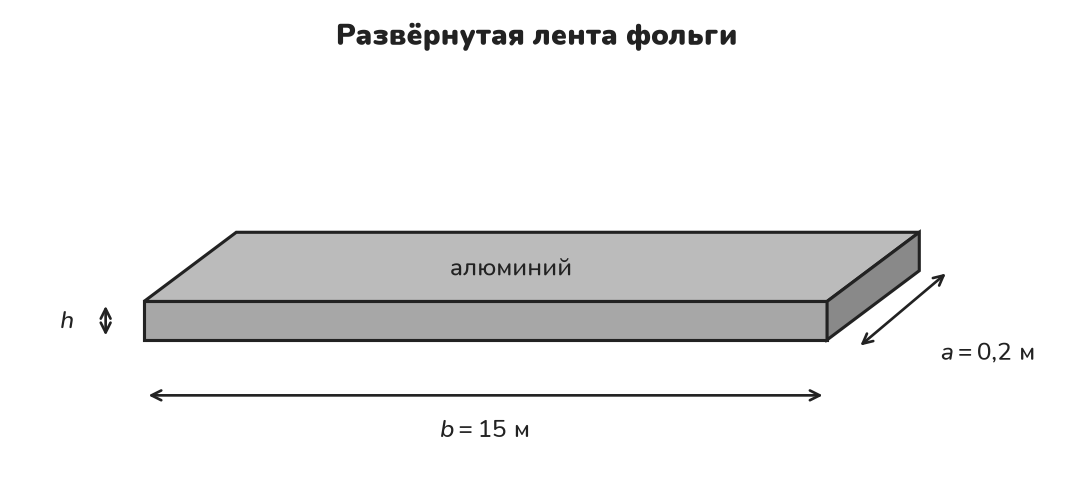 Развёрнутая лента фольги
алюминий
h
a = 0,2 м
b = 15 м